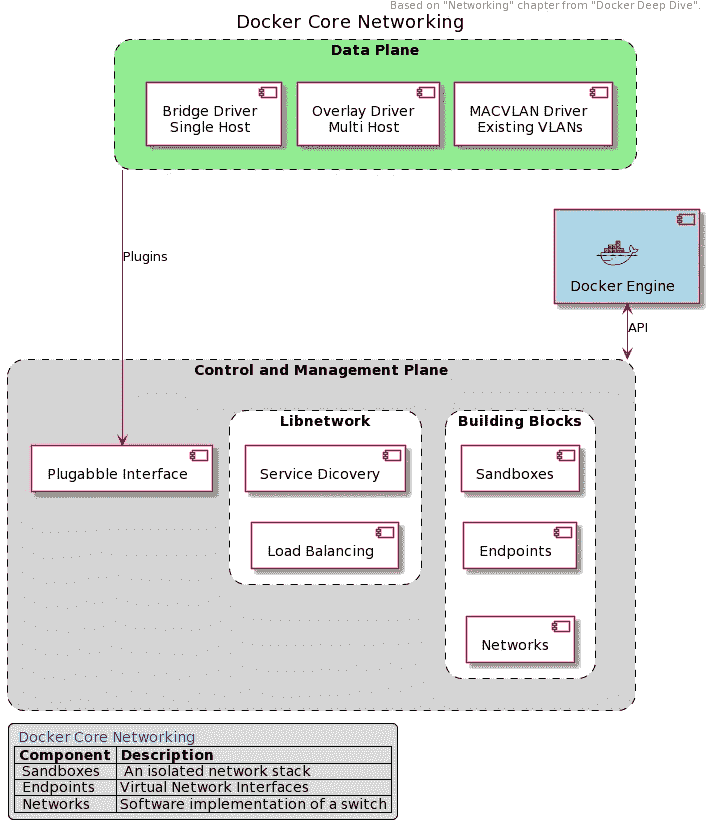 Based on "Networking" chapter from "Docker Deep Dive".
Docker Core Networking
Data Plane
Bridge Driver
Single Host
Overlay Driver
Multi Host
MACVLAN Driver
Existing VLANs
Plugins
Docker Engine
API
Control and Management Plane
Plugabble Interface
Libnetwork
Service Dicovery
Load Balancing
Building Blocks
Sandboxes
Endpoints
Networks
Docker Core Networking
Component Description
Sandboxes An isolated network stack
Endpoints Virtual Network Interfaces
Networks Software implementation of a switch